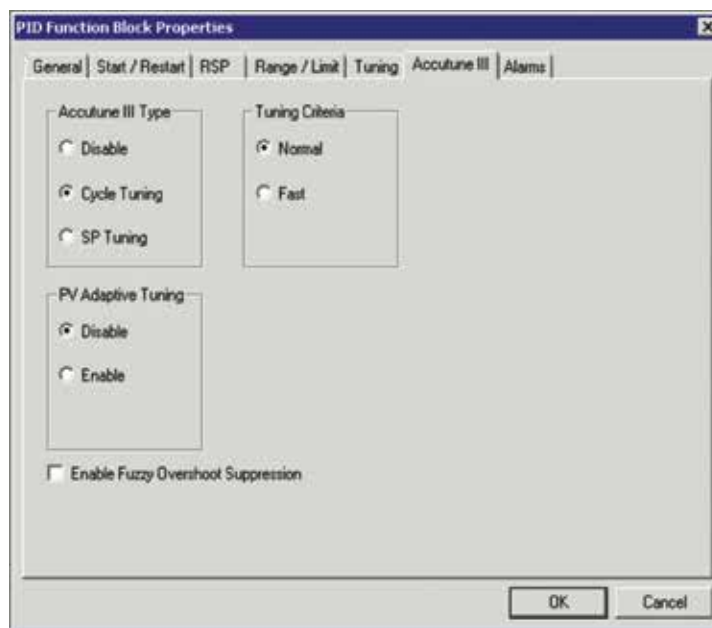 PID Function Block Properties
General Start / Restart RSP Range / Limit Tuning Accutune III Alarms
Accutune III Type
Disable
Cycle Tuning
SP Tuning
Tuning Criteria
Normal
Fast
PV Adaptive Tuning
Disable
Enable
Enable Fuzzy Overshoot Suppression
OK Cancel